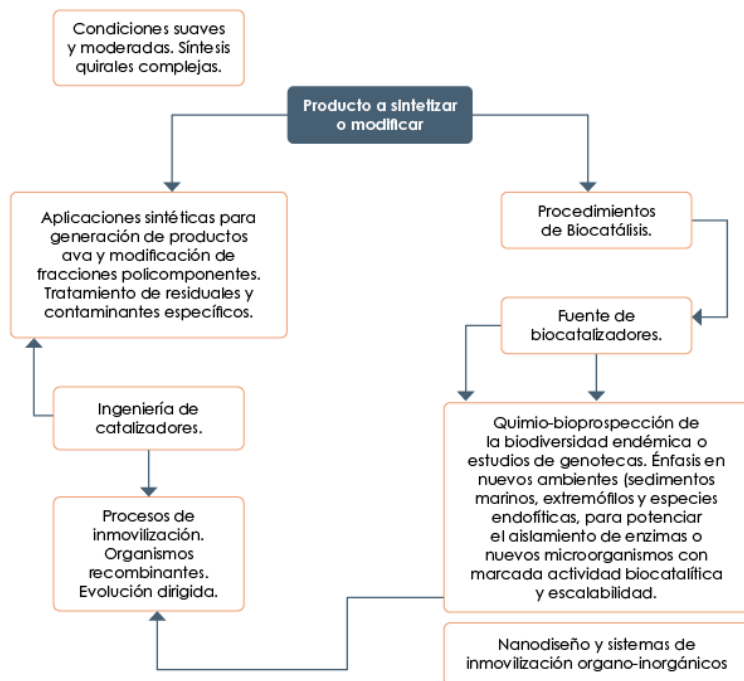 Condiciones suaves
y moderadas. Síntesis
quirales complejas.
Producto a sintetizar
o modificar
Aplicaciones sintéticas para
generación de productos
ava y modificación de
fracciones policomponentes.
Tratamiento de residuales y
contaminantes específicos.
Procedimientos
de Biocatálisis.
Fuente de
biocatalizadores.
Ingeniería de
catalizadores.
Quimio-bioprospección de
la biodiversidad endémica o
estudios de genotecas. Énfasis en
nuevos ambientes (sedimentos
marinos, extremófilos y especies
endofíticas, para potenciar
el aislamiento de enzimas o
nuevos microorganismos con
marcada actividad biocatalítica
y escalabilidad.
Procesos de
inmovilización.
Organismos
recombinantes.
Evolución dirigida.
Nanodiseño y sistemas de
inmovilización organo-inorgánicos